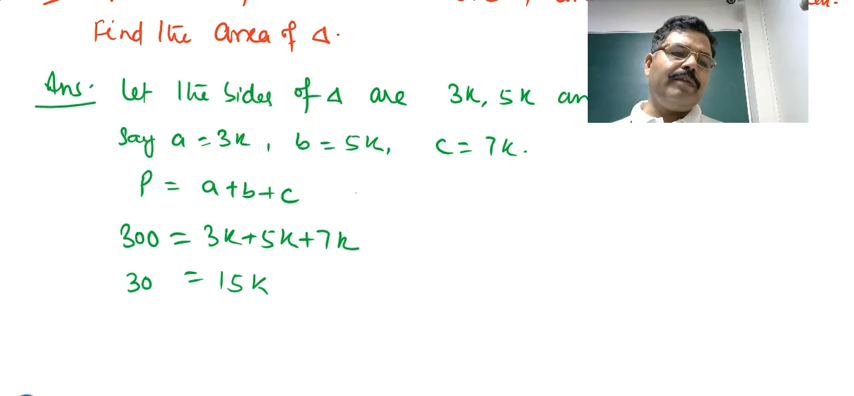 Find the area of Δ.
Ans. Let the sides of Δ are 3k, 5k an
Say a = 3k, b = 5k, c = 7k.
P = a+b+c
300 = 3k+5k+7k
30 = 15k